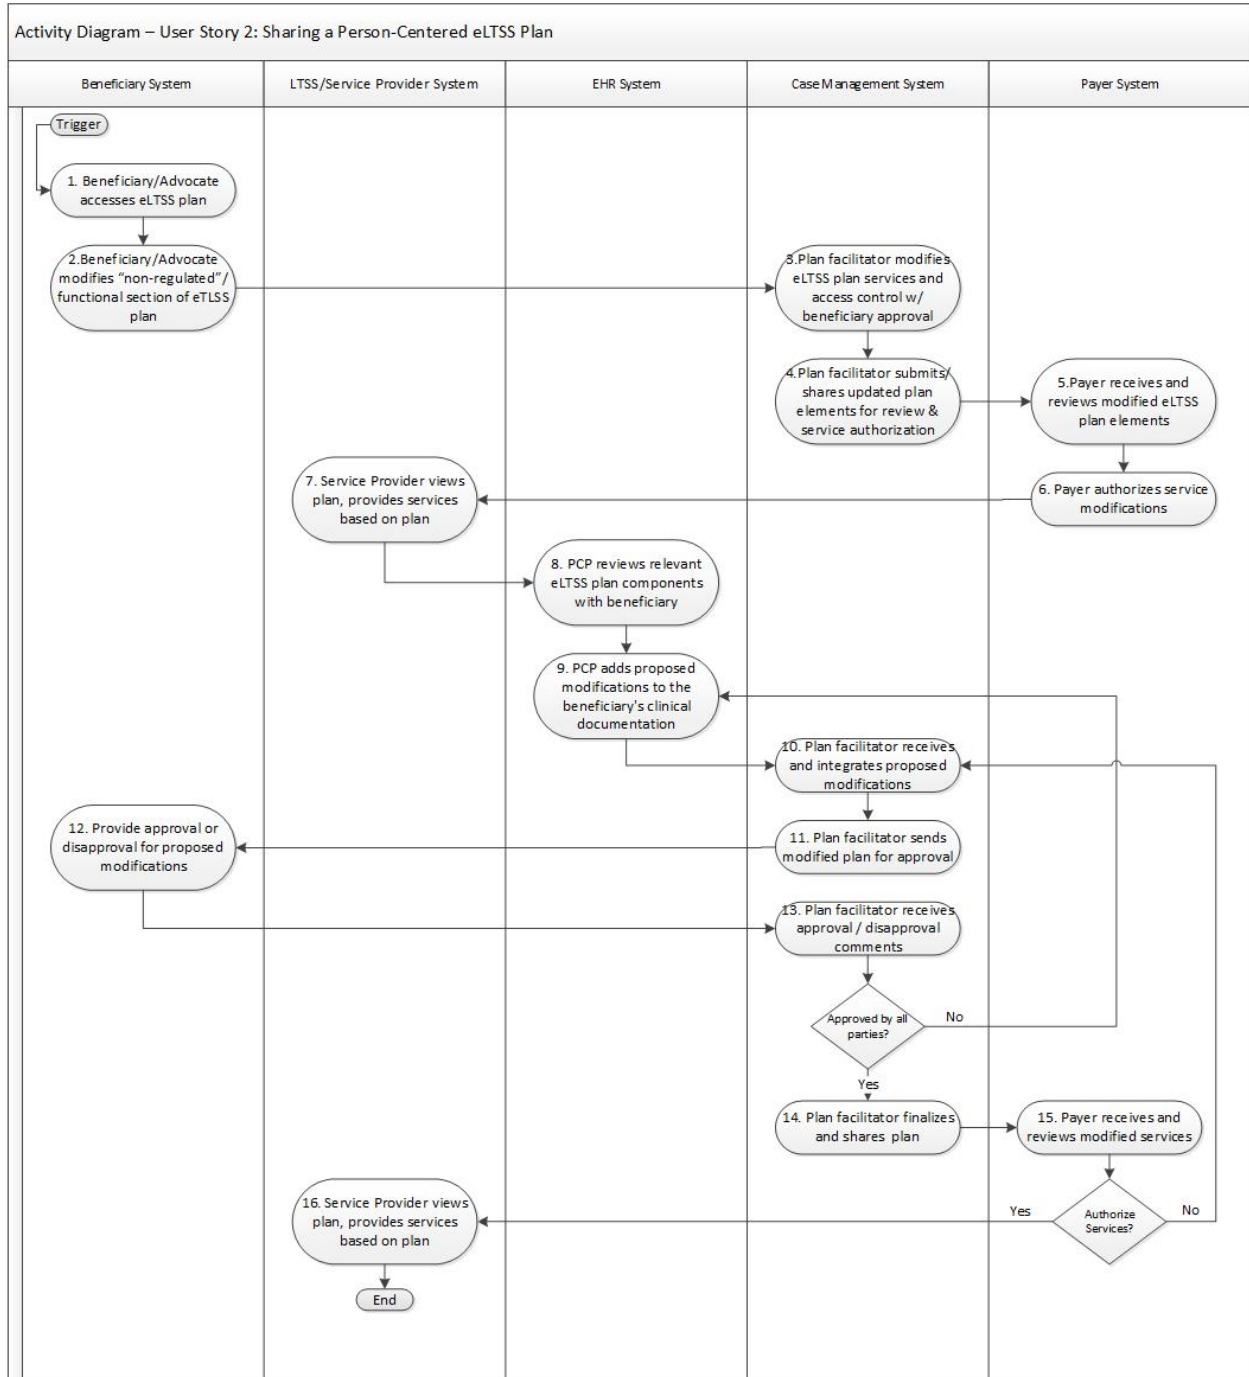 Activity Diagram – User Story 2: Sharing a Person-Centered eLTSS Plan
Beneficiary System
LTSS/Service Provider System
EHR System
Case Management System
Payer System
Trigger
1. Beneficiary/Advocate
accesses eLTSS plan
2.Beneficiary/Advocate
modifies “non-regulated”/
functional section of eTLSS
plan
3.Plan facilitator modifies
eLTSS plan services and
access control w/
beneficiary approval
4.Plan facilitator submits/
shares updated plan
elements for review &
service authorization
5.Payer receives and
reviews modified eLTSS
plan elements
6. Payer authorizes service
modifications
7. Service Provider views
plan, provides services
based on plan
8. PCP reviews relevant
eLTSS plan components
with beneficiary
9. PCP adds proposed
modifications to the
beneficiary's clinical
documentation
10. Plan facilitator receives
and integrates proposed
modifications
11. Plan facilitator sends
modified plan for approval
12. Provide approval or
disapproval for proposed
modifications
13. Plan facilitator receives
approval / disapproval
comments
Approved by all
parties?
No
Yes
14. Plan facilitator finalizes
and shares plan
15. Payer receives and
reviews modified services
Authorize
Services?
Yes
No
16. Service Provider views
plan, provides services
based on plan
End